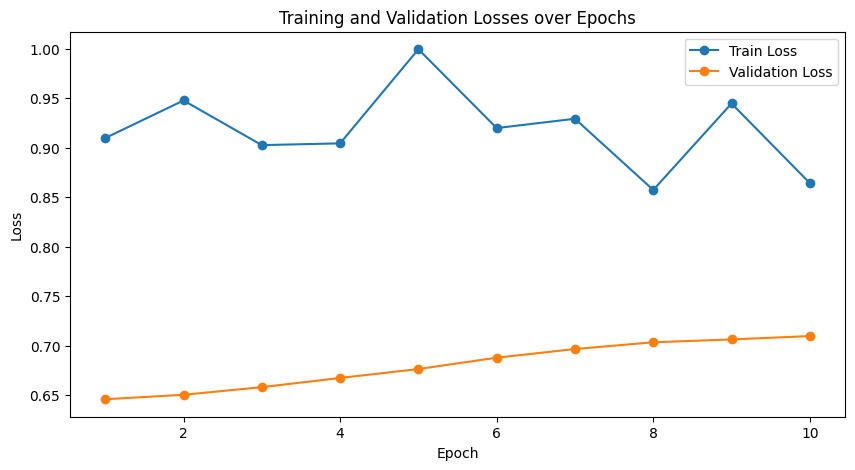 Training and Validation Losses over Epochs
Train Loss
Validation Loss
1.00
0.95
0.90
0.85
0.80
0.75
0.70
0.65
Loss
2 4 6 8 10
Epoch